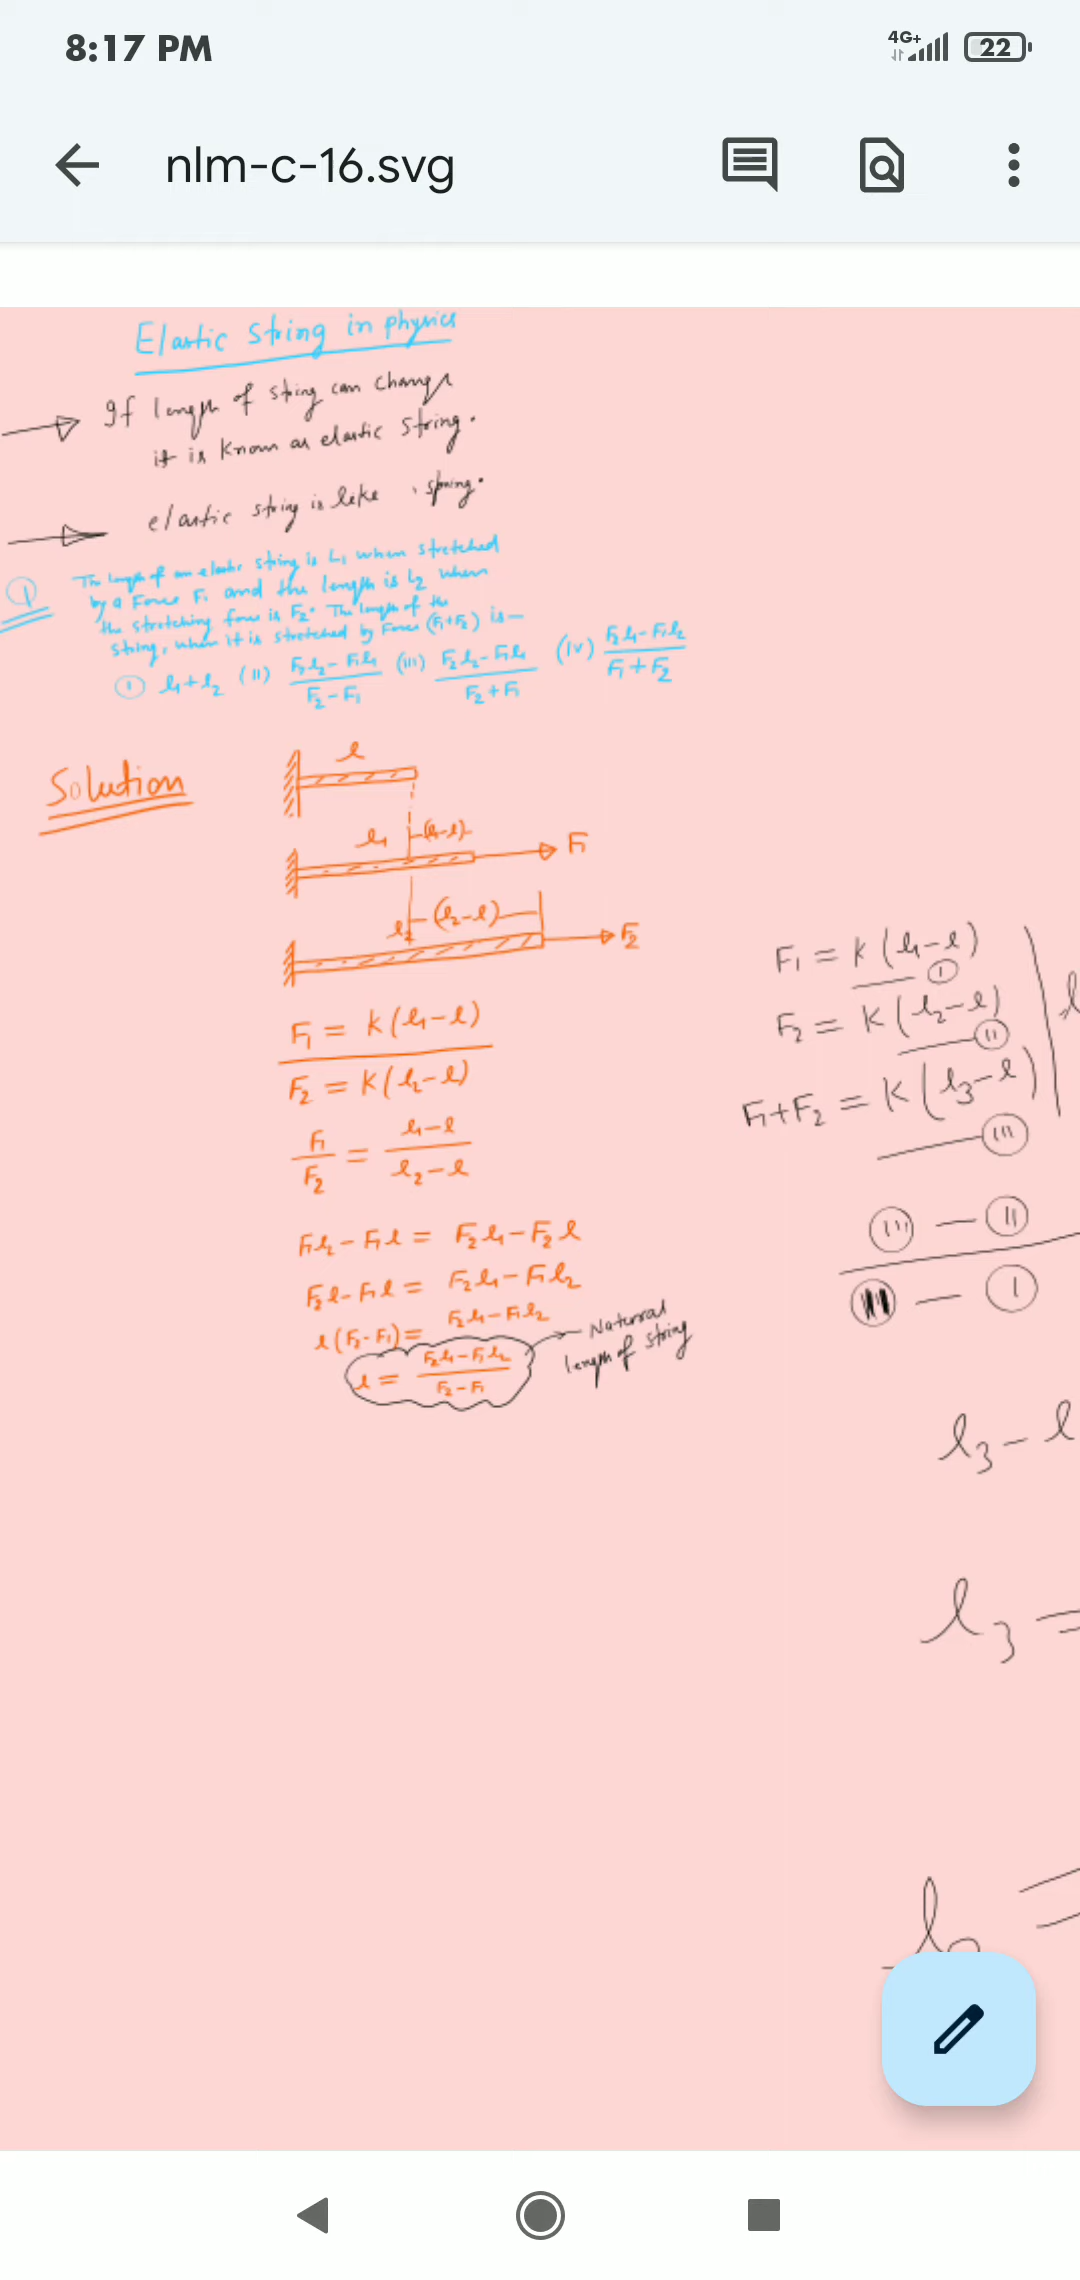 8:17 PM
4G+ 22
nlm-c-16.svg
Elastic string in physics
If length of string can change
it is known as elastic string.
elastic string is like spring.
Q The length of an elastic string is L₁ when stretched
by a Force F₁ and the length is L₂ when
the stretching force is F₂. The length of the
string, when it is stretched by Force (F₁+F₂) is –
(i) l₁+l₂ (ii) F₂l₂-F₁l₁/F₂-F₁ (iii) F₂l₂-F₁l₁/F₂+F₁ (iv) F₂l₁-F₁l₂/F₁+F₂
Solution
l
l₁ (l₁-l) F₁
l₂ (l₂-l) F₂
F₁ = K(l₁-l)
F₂ = K(l₂-l)
F₁/F₂ = l₁-l/l₂-l
F₁l₂ - F₁l = F₂l₁ - F₂l
F₂l - F₁l = F₂l₁ - F₁l₂
l(F₂-F₁) = F₂l₁ - F₁l₂
l = F₂l₁-F₁l₂/F₂-F₁
Natural
length of string
F₁ = K(l₁-l)
(i)
F₂ = K(l₂-l)
(ii)
F₁+F₂ = K(l₃-l)
(iii)
l
(iii) — (ii)
— (i)
l₃ - l
l₃ =